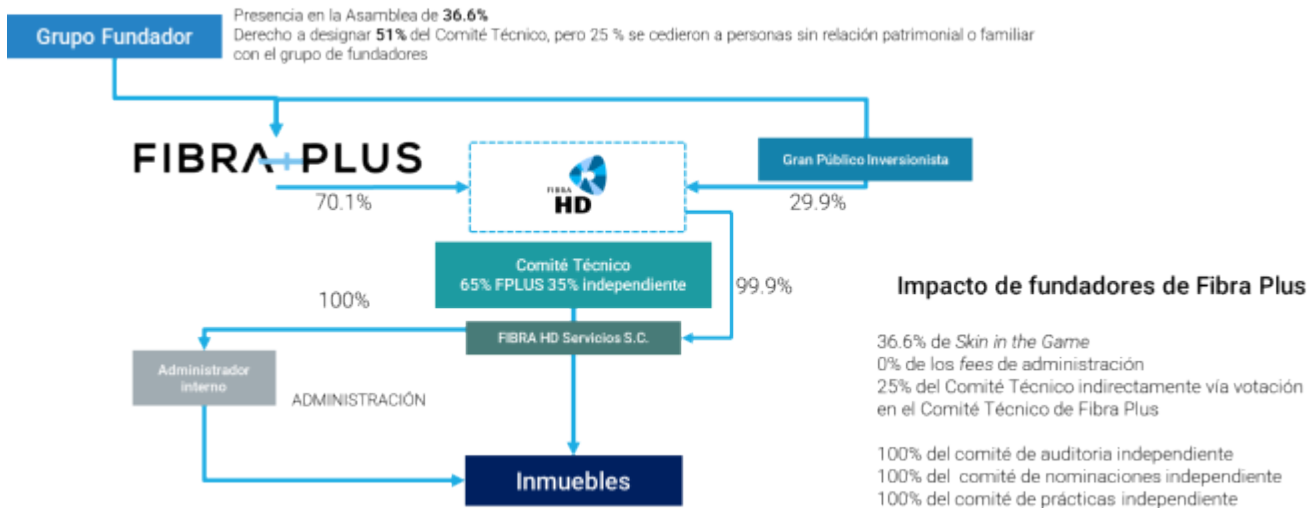 Grupo Fundador
Presencia en la Asamblea de 36.6%
Derecho a designar 51% del Comité Técnico, pero 25 % se cedieron a personas sin relación patrimonial o familiar
con el grupo de fundadores
FIBRA+PLUS
70.1%
FIBRA
HD
Gran Público Inversionista
29.9%
Comité Técnico
65% FPLUS 35% independiente
99.9%
100%
FIBRA HD Servicios S.C.
Administrador
interno
ADMINISTRACIÓN
Inmuebles
Impacto de fundadores de Fibra Plus
36.6% de Skin in the Game
0% de los fees de administración
25% del Comité Técnico indirectamente vía votación
en el Comité Técnico de Fibra Plus
100% del comité de auditoria independiente
100% del comité de nominaciones independiente
100% del comité de prácticas independiente